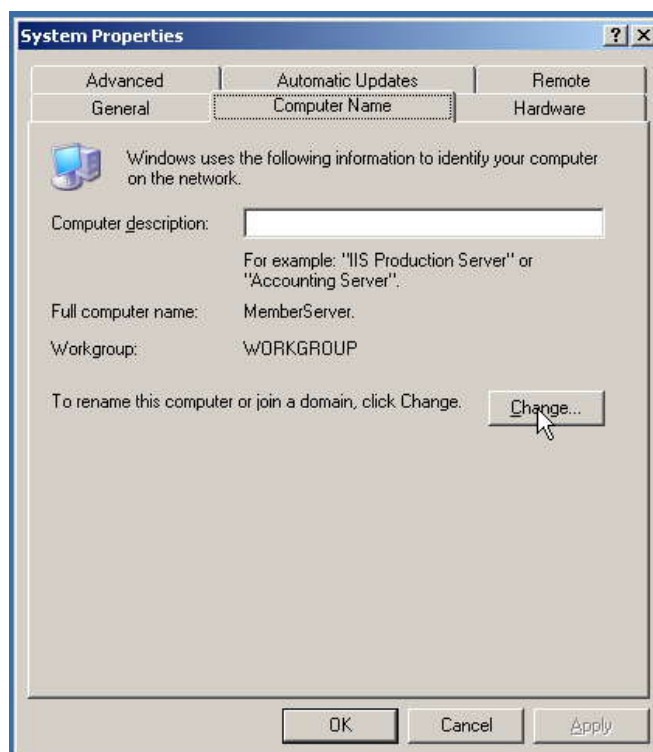 System Properties
Advanced
Automatic Updates
Remote
General
Computer Name
Hardware
Windows uses the following information to identify your computer
on the network.
Computer description:
For example: "IIS Production Server" or
"Accounting Server".
Full computer name: MemberServer.
Workgroup: WORKGROUP
To rename this computer or join a domain, click Change.
Change...
OK
Cancel
Apply